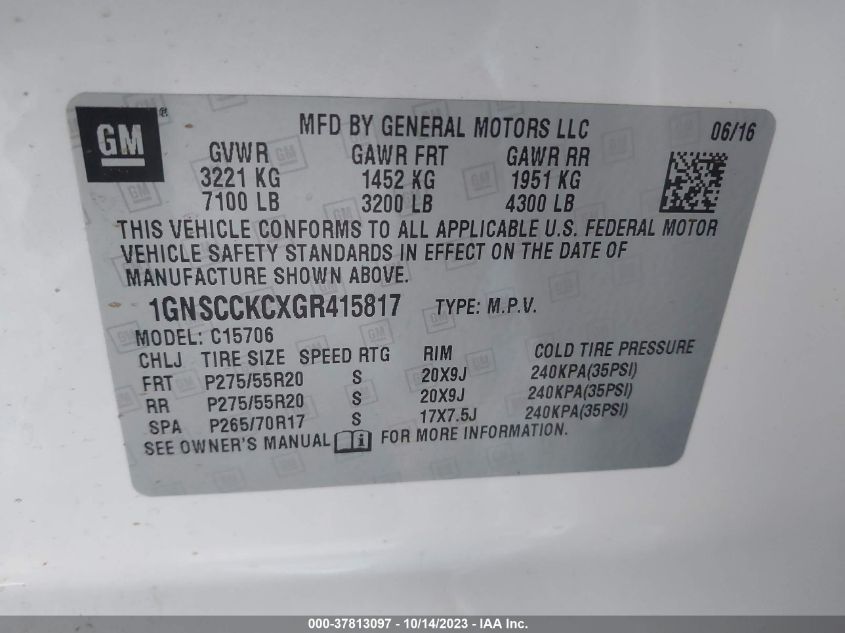 GM ®
MFD BY GENERAL MOTORS LLC 06/16
GVWR GAWR FRT GAWR RR
3221 KG 1452 KG 1951 KG
7100 LB 3200 LB 4300 LB
THIS VEHICLE CONFORMS TO ALL APPLICABLE U.S. FEDERAL MOTOR
VEHICLE SAFETY STANDARDS IN EFFECT ON THE DATE OF
MANUFACTURE SHOWN ABOVE.
1GNSCCKCXGR415817 TYPE: M.P.V.
MODEL: C15706
CHLJ TIRE SIZE SPEED RTG RIM COLD TIRE PRESSURE
FRT P275/55R20 S 20X9J 240KPA(35PSI)
RR P275/55R20 S 20X9J 240KPA(35PSI)
SPA P265/70R17 S 17X7.5J 240KPA(35PSI)
SEE OWNER'S MANUAL i FOR MORE INFORMATION.
000-37813097 - 10/14/2023 - IAA Inc.